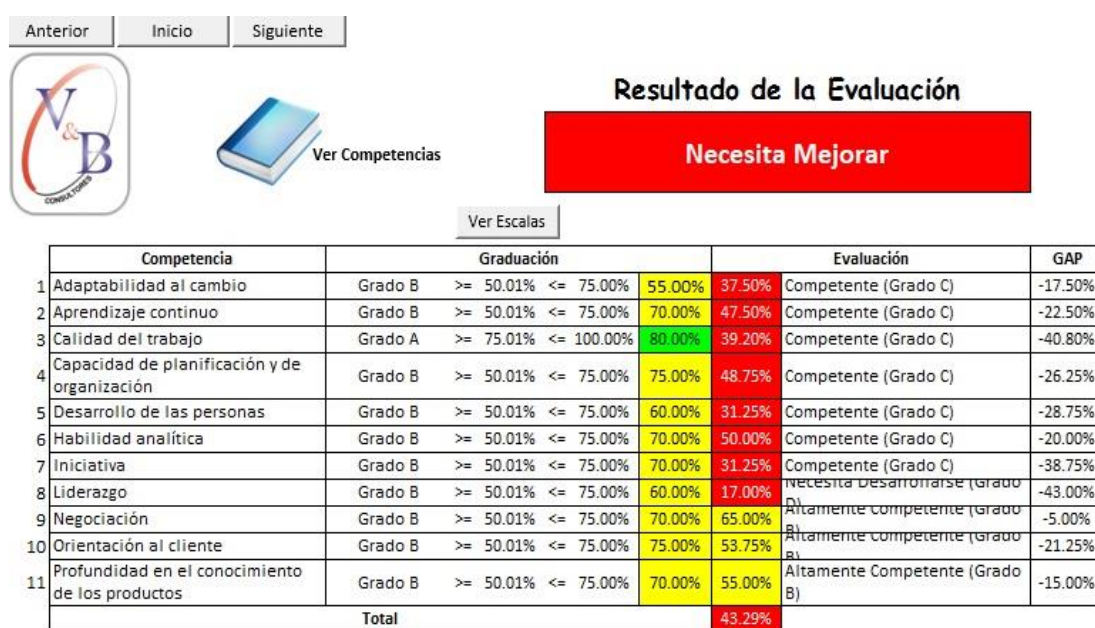 Anterior Inicio Siguiente
V&B
CONSULTORES
Ver Competencias
Resultado de la Evaluación
Necesita Mejorar
Ver Escalas
Competencia Graduación Evaluación GAP
1 Adaptabilidad al cambio Grado B >= 50.01% <= 75.00% 55.00% 37.50% Competente (Grado C) -17.50%
2 Aprendizaje continuo Grado B >= 50.01% <= 75.00% 70.00% 47.50% Competente (Grado C) -22.50%
3 Calidad del trabajo Grado A >= 75.01% <= 100.00% 80.00% 39.20% Competente (Grado C) -40.80%
4 Capacidad de planificación y de
organización Grado B >= 50.01% <= 75.00% 75.00% 48.75% Competente (Grado C) -26.25%
5 Desarrollo de las personas Grado B >= 50.01% <= 75.00% 60.00% 31.25% Competente (Grado C) -28.75%
6 Habilidad analítica Grado B >= 50.01% <= 75.00% 70.00% 50.00% Competente (Grado C) -20.00%
7 Iniciativa Grado B >= 50.01% <= 75.00% 70.00% 31.25% Competente (Grado C) -38.75%
8 Liderazgo Grado B >= 50.01% <= 75.00% 60.00% 17.00% Necesita Desarrollarse (Grado D) -43.00%
9 Negociación Grado B >= 50.01% <= 75.00% 70.00% 65.00% Altamente Competente (Grado B) -5.00%
10 Orientación al cliente Grado B >= 50.01% <= 75.00% 75.00% 53.75% Altamente Competente (Grado B) -21.25%
11 Profundidad en el conocimiento
de los productos Grado B >= 50.01% <= 75.00% 70.00% 55.00% Altamente Competente (Grado
B) -15.00%
Total 43.29%